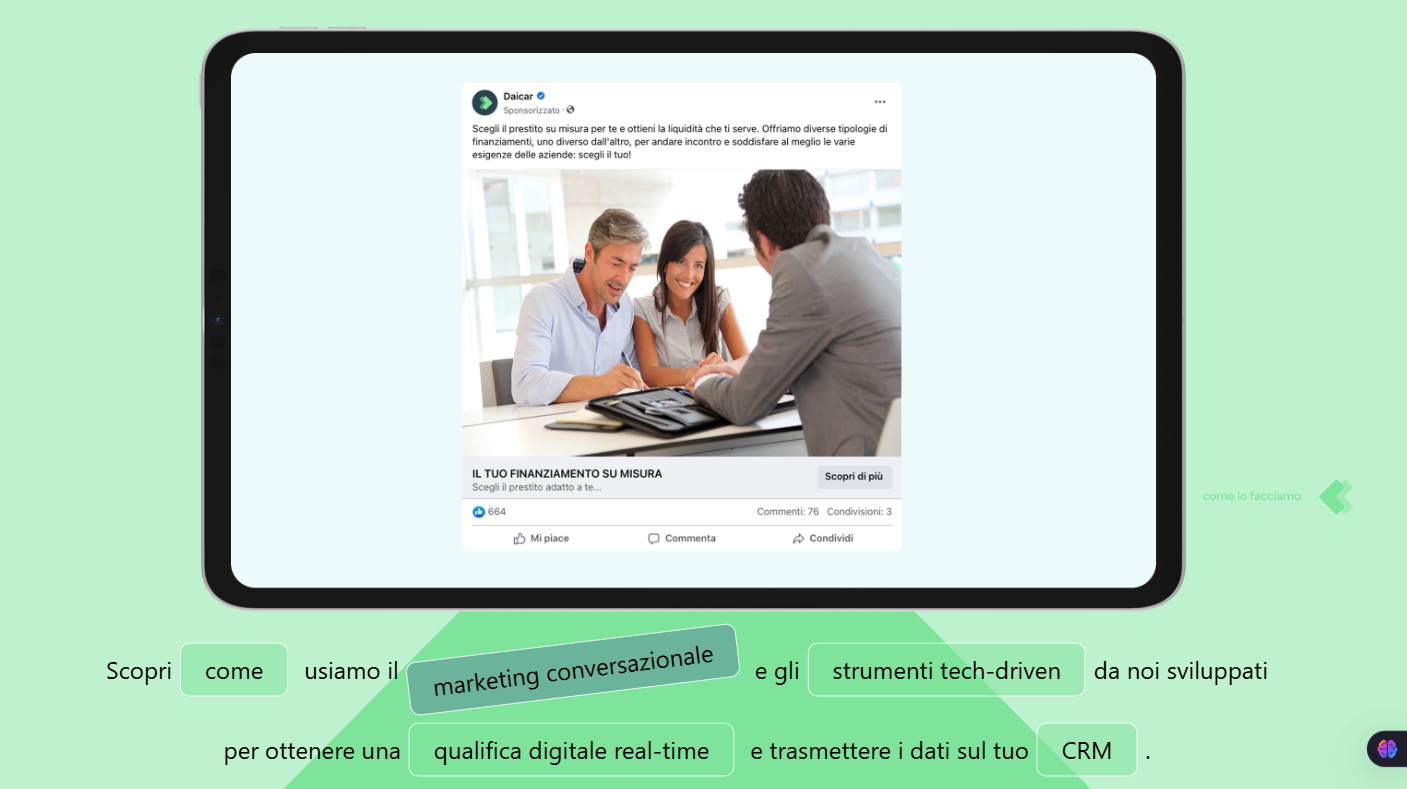 Daicar
Sponsorizzato ·
Scegli il prestito su misura per te e ottieni la liquidità che ti serve. Offriamo diverse tipologie di
finanziamenti, uno diverso dall'altro, per andare incontro e soddisfare al meglio le varie
esigenze delle aziende: scegli il tuo!
IL TUO FINANZIAMENTO SU MISURA
Scegli il prestito adatto a te...
Scopri di più
664
Commenti: 76 Condivisioni: 3
Mi piace Commenta Condividi
come lo facciamo
Scopri come usiamo il marketing conversazionale e gli strumenti tech-driven da noi sviluppati
per ottenere una qualifica digitale real-time e trasmettere i dati sul tuo CRM .